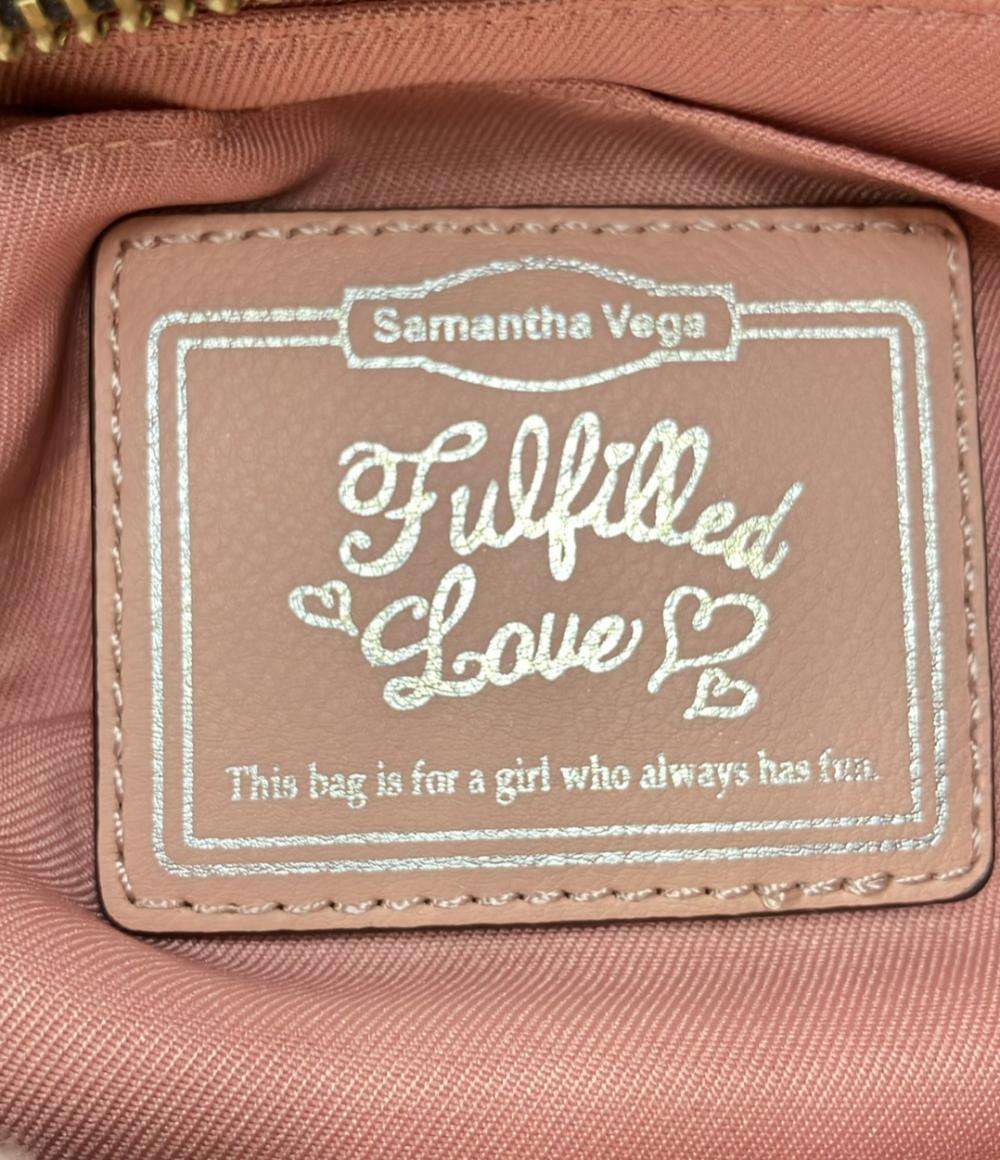 Samantha Vega
Fulfilled
Love
This bag is for a girl who always has fun.